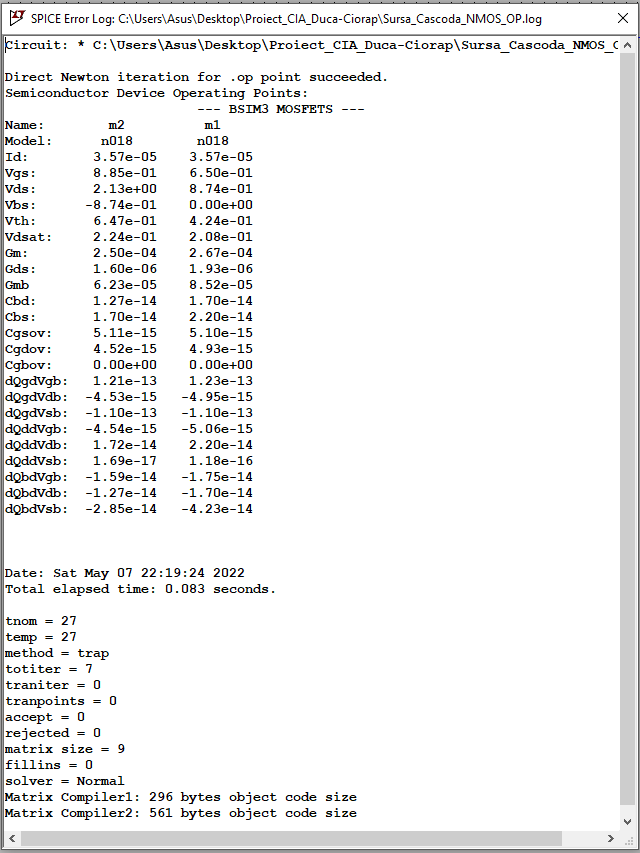 SPICE Error Log: C:\Users\Asus\Desktop\Proiect_CIA_Duca-Ciorap\Sursa_Cascoda_NMOS_OP.log
Circuit: * C:\Users\Asus\Desktop\Proiect_CIA_Duca-Ciorap\Sursa_Cascoda_NMOS_O
Direct Newton iteration for .op point succeeded.
Semiconductor Device Operating Points:
--- BSIM3 MOSFETS ---
Name: m2 m1
Model: n018 n018
Id: 3.57e-05 3.57e-05
Vgs: 8.85e-01 6.50e-01
Vds: 2.13e+00 8.74e-01
Vbs: -8.74e-01 0.00e+00
Vth: 6.47e-01 4.24e-01
Vdsat: 2.24e-01 2.08e-01
Gm: 2.50e-04 2.67e-04
Gds: 1.60e-06 1.93e-06
Gmb 6.23e-05 8.52e-05
Cbd: 1.27e-14 1.70e-14
Cbs: 1.70e-14 2.20e-14
Cgsov: 5.11e-15 5.10e-15
Cgdov: 4.52e-15 4.93e-15
Cgbov: 0.00e+00 0.00e+00
dQgdVgb: 1.21e-13 1.23e-13
dQgdVdb: -4.53e-15 -4.95e-15
dQgdVsb: -1.10e-13 -1.10e-13
dQddVgb: -4.54e-15 -5.06e-15
dQddVdb: 1.72e-14 2.20e-14
dQddVsb: 1.69e-17 1.18e-16
dQbdVgb: -1.59e-14 -1.75e-14
dQbdVdb: -1.27e-14 -1.70e-14
dQbdVsb: -2.85e-14 -4.23e-14
Date: Sat May 07 22:19:24 2022
Total elapsed time: 0.083 seconds.
tnom = 27
temp = 27
method = trap
totiter = 7
traniter = 0
tranpoints = 0
accept = 0
rejected = 0
matrix size = 9
fillins = 0
solver = Normal
Matrix Compiler1: 296 bytes object code size
Matrix Compiler2: 561 bytes object code size